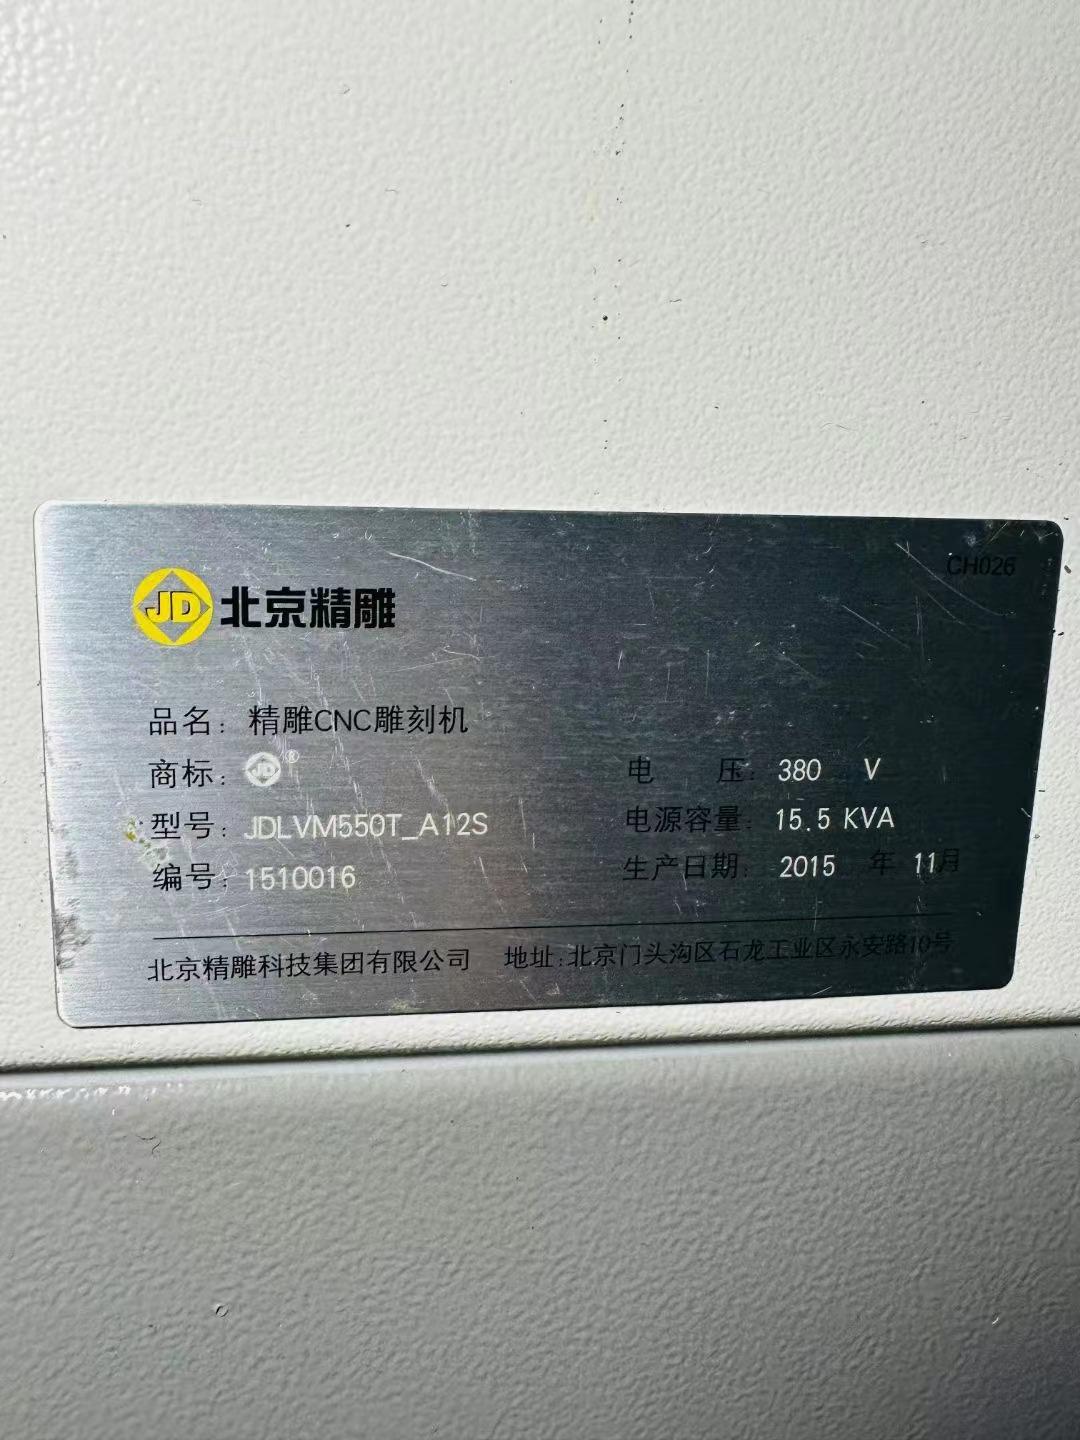 CH026
JD 北京精雕
品名：精雕CNC雕刻机
商标：JD®
电 压：380 V
型号：JDLVM550T_A12S
电源容量：15.5 KVA
编号：1510016
生产日期：2015 年 11月
北京精雕科技集团有限公司 地址：北京门头沟区石龙工业区永安路10号